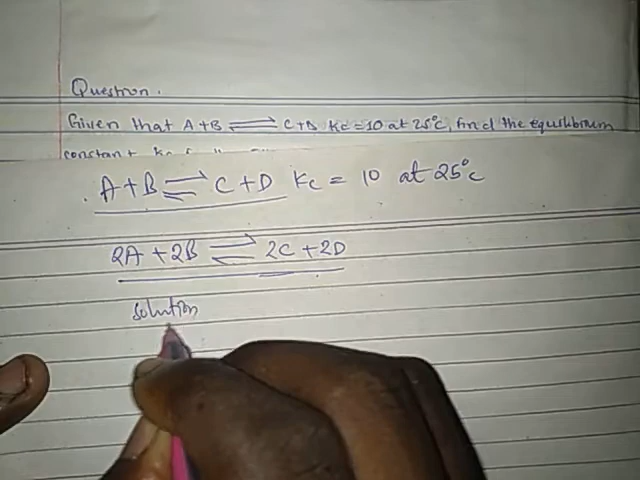 Question.
Given that A+B ⇌ C+D Kc=10 at 25°C, find the equilibrium
constant
A + B ⇌ C + D Kc = 10 at 25°C
2A + 2B ⇌ 2C + 2D
solution